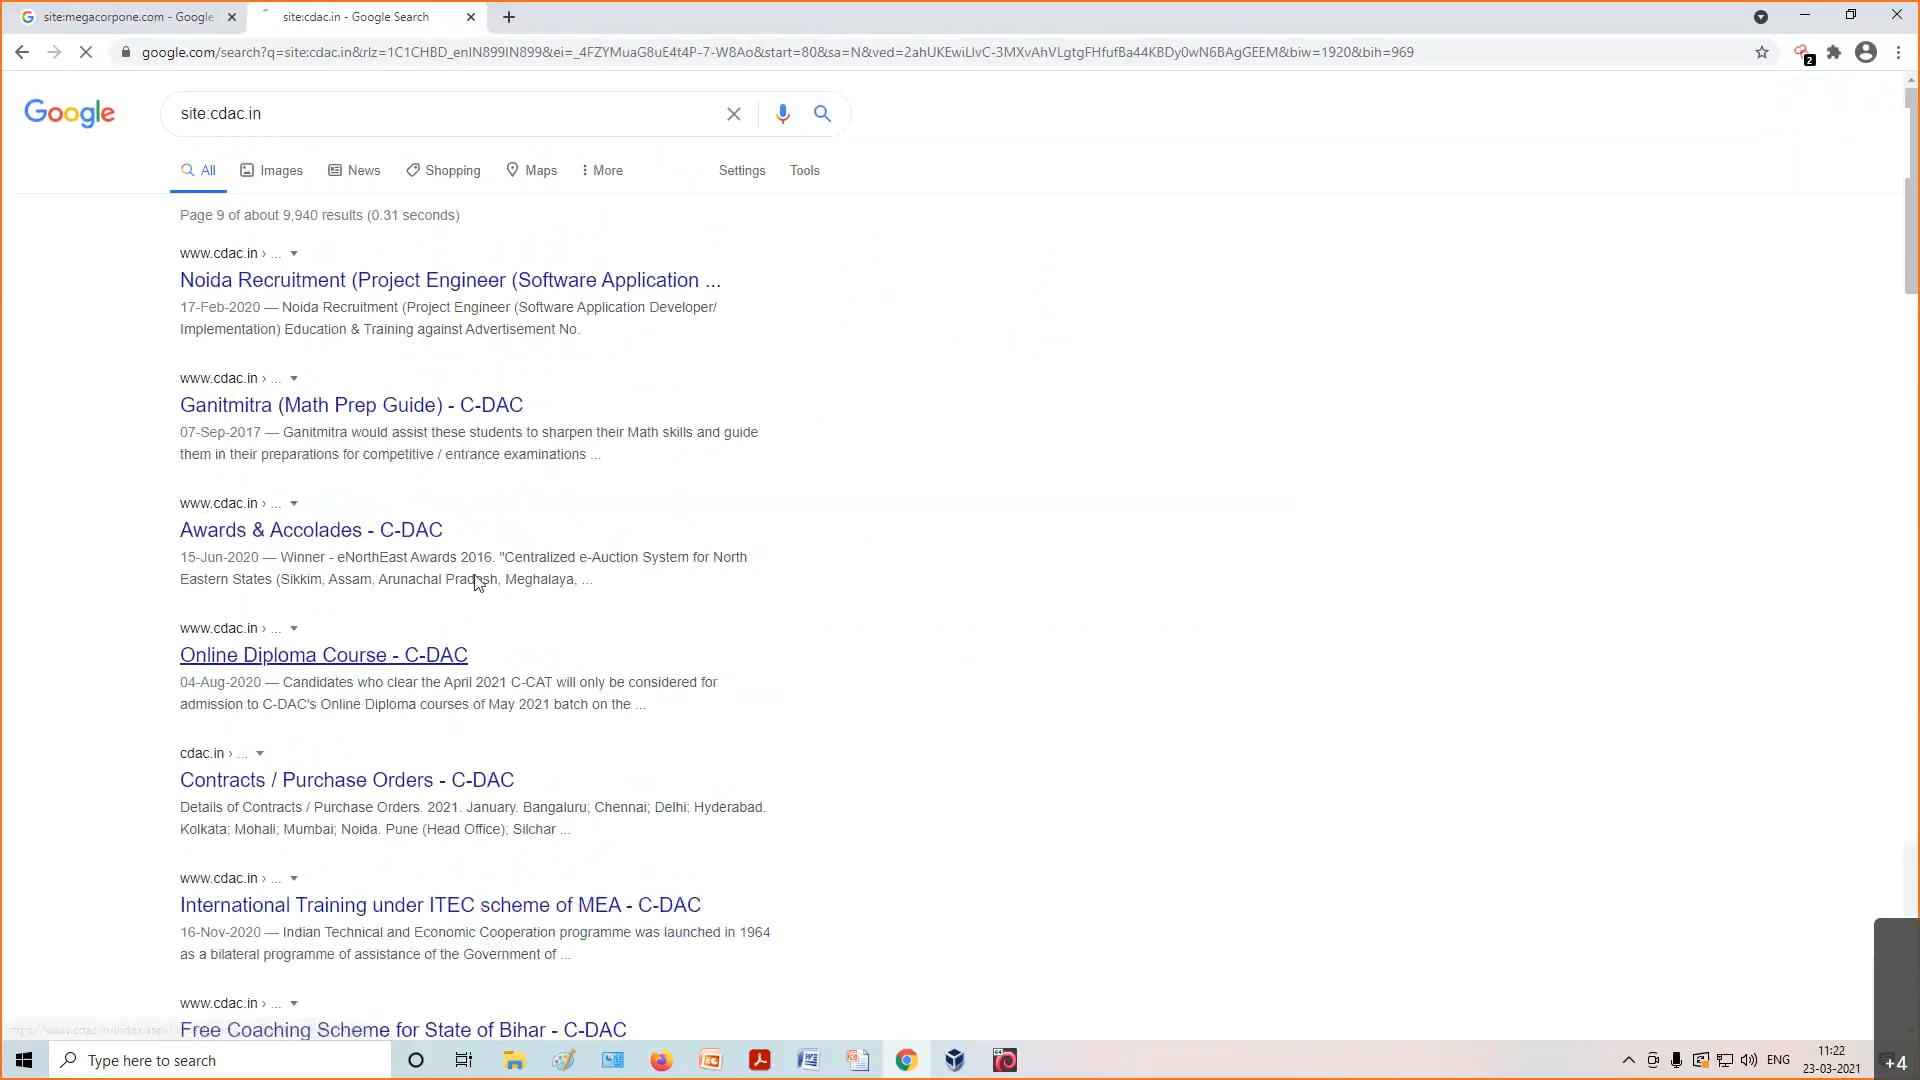 site:megacorpone.com - Google
site:cdac.in - Google Search
google.com/search?q=site:cdac.in&rlz=1C1CHBD_enIN899IN899&ei=_4FZYMuaG8uE4t4P-7-W8Ao&start=80&sa=N&ved=2ahUKEwiLlvC-3MXvAhVLgtgFHfufBa44KBDy0wN6BAgGEEM&biw=1920&bih=969
2
Google
site:cdac.in
All
Images
News
Shopping
Maps
More
Settings
Tools
Page 9 of about 9,940 results (0.31 seconds)
www.cdac.in › ...
Noida Recruitment (Project Engineer (Software Application ...
17-Feb-2020 — Noida Recruitment (Project Engineer (Software Application Developer/
Implementation) Education & Training against Advertisement No.
www.cdac.in › ...
Ganitmitra (Math Prep Guide) - C-DAC
07-Sep-2017 — Ganitmitra would assist these students to sharpen their Math skills and guide
them in their preparations for competitive / entrance examinations ...
www.cdac.in › ...
Awards & Accolades - C-DAC
15-Jun-2020 — Winner - eNorthEast Awards 2016. "Centralized e-Auction System for North
Eastern States (Sikkim, Assam, Arunachal Pradesh, Meghalaya, ...
www.cdac.in › ...
Online Diploma Course - C-DAC
04-Aug-2020 — Candidates who clear the April 2021 C-CAT will only be considered for
admission to C-DAC's Online Diploma courses of May 2021 batch on the ...
cdac.in › ...
Contracts / Purchase Orders - C-DAC
Details of Contracts / Purchase Orders. 2021. January. Bangaluru; Chennai; Delhi; Hyderabad.
Kolkata; Mohali; Mumbai; Noida. Pune (Head Office); Silchar ...
www.cdac.in › ...
International Training under ITEC scheme of MEA - C-DAC
16-Nov-2020 — Indian Technical and Economic Cooperation programme was launched in 1964
as a bilateral programme of assistance of the Government of ...
www.cdac.in › ...
Free Coaching Scheme for State of Bihar - C-DAC
Type here to search
ENG
11:22
23-03-2021
+4